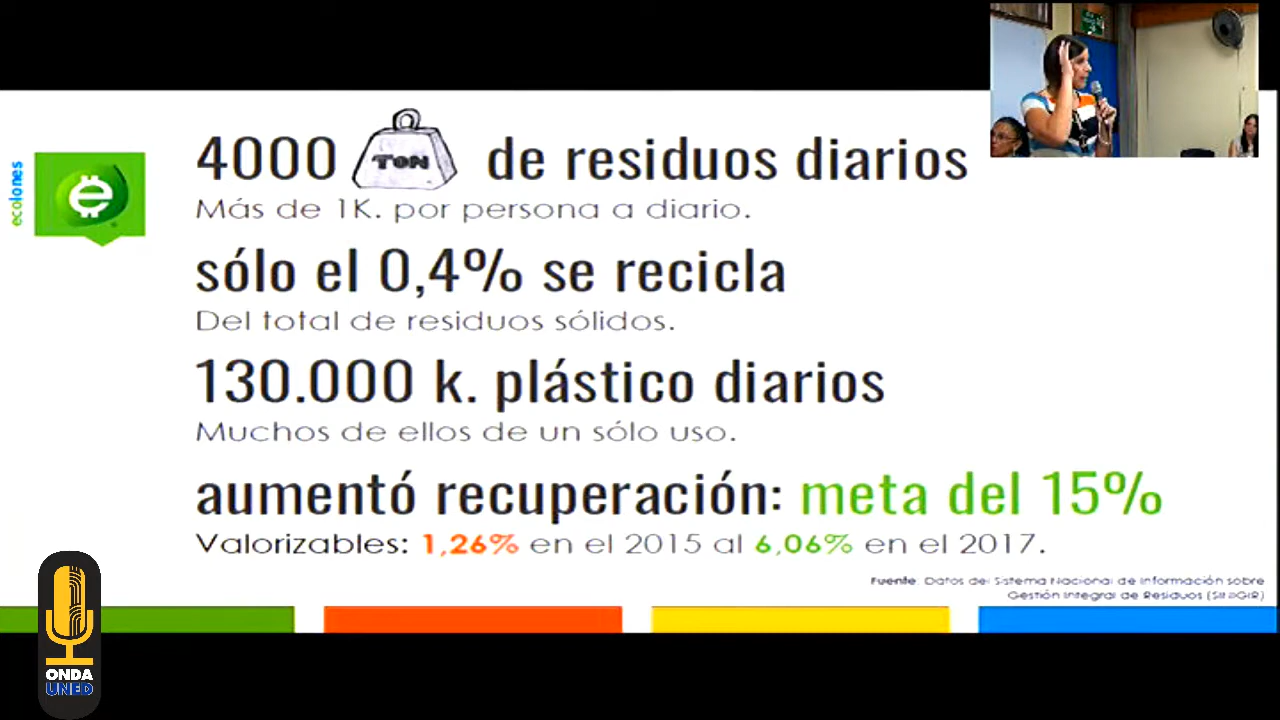 ecolones
4000 TON de residuos diarios
Más de 1K. por persona a diario.
sólo el 0,4% se recicla
Del total de residuos sólidos.
130.000 k. plástico diarios
Muchos de ellos de un sólo uso.
aumentó recuperación: meta del 15%
Valorizables: 1,26% en el 2015 al 6,06% en el 2017.
Fuente. Datos del Sistema Nacional de Información sobre
Gestión Integral de Residuos
ONDA
UNED